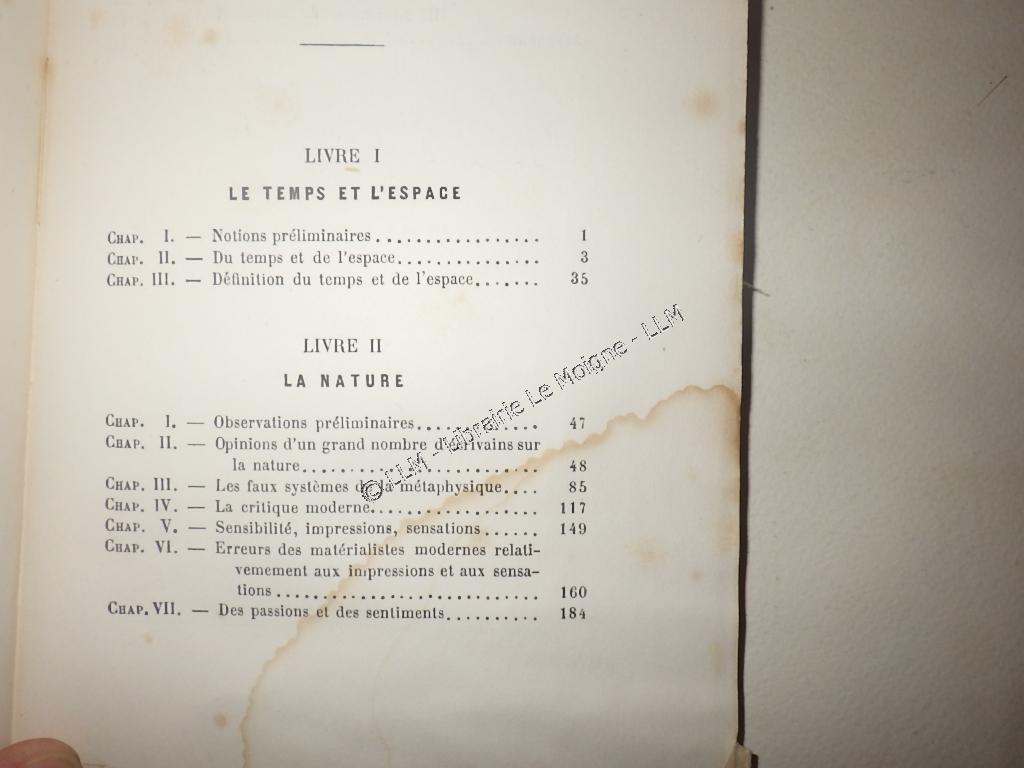 LIVRE I
LE TEMPS ET L'ESPACE
CHAP. I. — Notions préliminaires ................ 1
CHAP. II. — Du temps et de l'espace............... 3
CHAP. III. — Définition du temps et de l'espace....... 35
LIVRE II
LA NATURE
CHAP. I. — Observations préliminaires............ 47
CHAP. II. — Opinions d'un grand nombre d'écrivains sur
la nature........................ 48
CHAP. III. — Les faux systèmes de la métaphysique.... 85
CHAP. IV. — La critique moderne................. 117
CHAP. V. — Sensibilité, impressions, sensations...... 149
CHAP. VI. — Erreurs des matérialistes modernes relati-
vemement aux impressions et aux sensa-
tions ............................ 160
CHAP. VII. — Des passions et des sentiments.......... 184
© LLM - Librairie Le Moigne - LLM